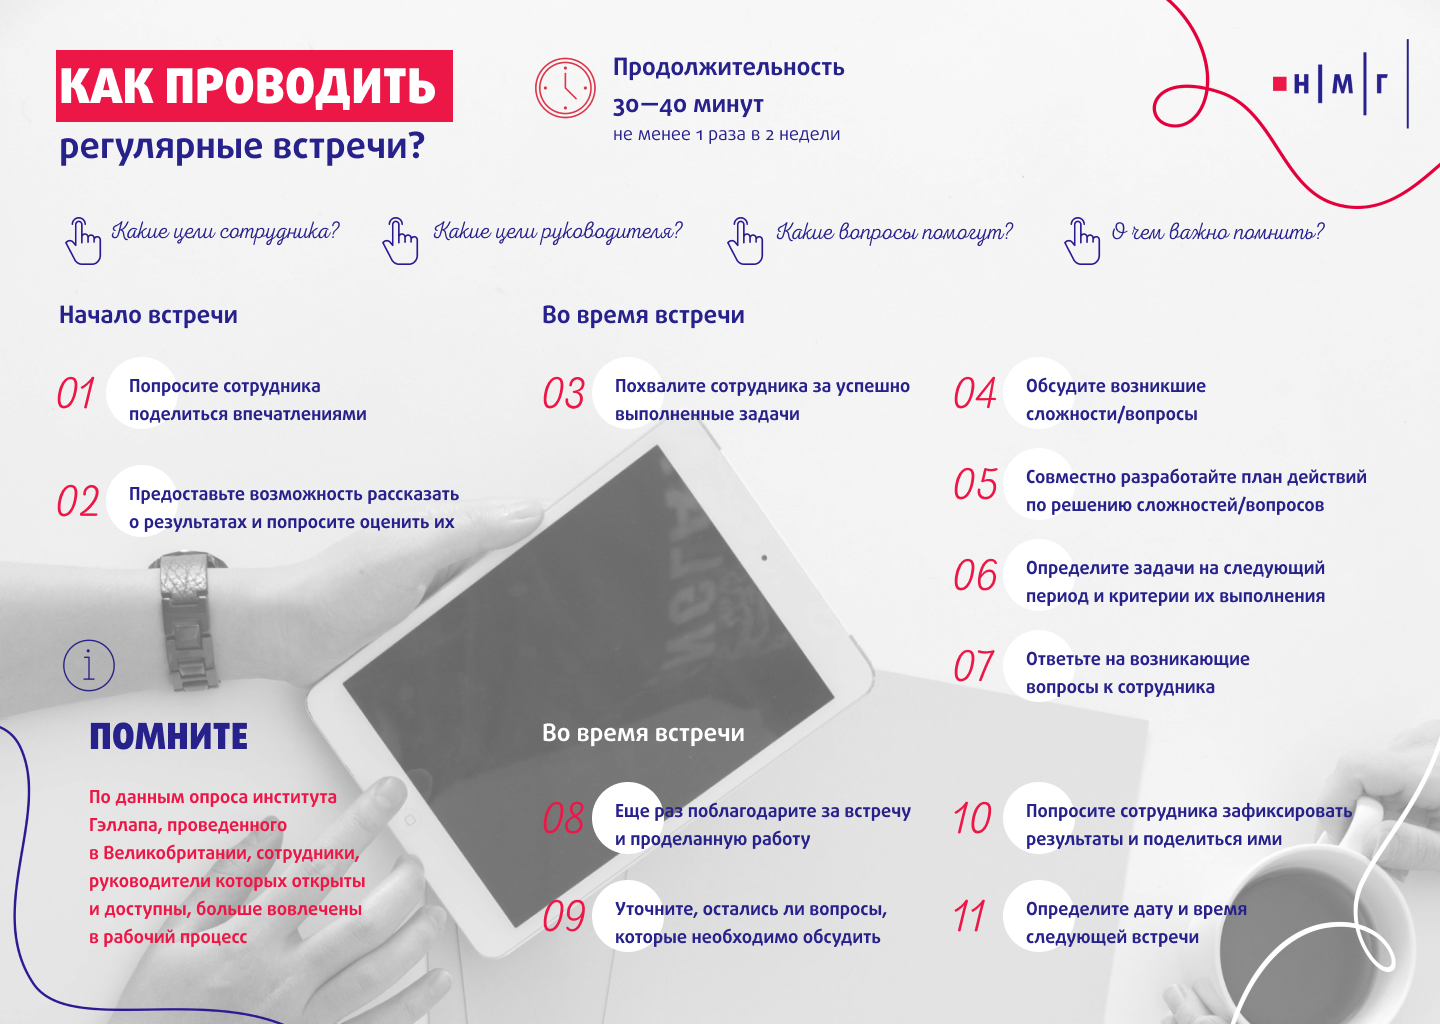 КАК ПРОВОДИТЬ
регулярные встречи?
Продолжительность
30—40 минут
не менее 1 раза в 2 недели
н|м|г|
Какие цели сотрудника?
Какие цели руководителя?
Какие вопросы помогут?
О чем важно помнить?
Начало встречи
01
Попросите сотрудника
поделиться впечатлениями
02
Предоставьте возможность рассказать
о результатах и попросите оценить их
Во время встречи
03
Похвалите сотрудника за успешно
выполненные задачи
04
Обсудите возникшие
сложности/вопросы
05
Совместно разработайте план действий
по решению сложностей/вопросов
06
Определите задачи на следующий
период и критерии их выполнения
07
Ответьте на возникающие
вопросы к сотрудника
i
ПОМНИТЕ
По данным опроса института
Гэллапа, проведенного
в Великобритании, сотрудники,
руководители которых открыты
и доступны, больше вовлечены
в рабочий процесс
Во время встречи
08
Еще раз поблагодарите за встречу
и проделанную работу
09
Уточните, остались ли вопросы,
которые необходимо обсудить
10
Попросите сотрудника зафиксировать
результаты и поделиться ими
11
Определите дату и время
следующей встречи